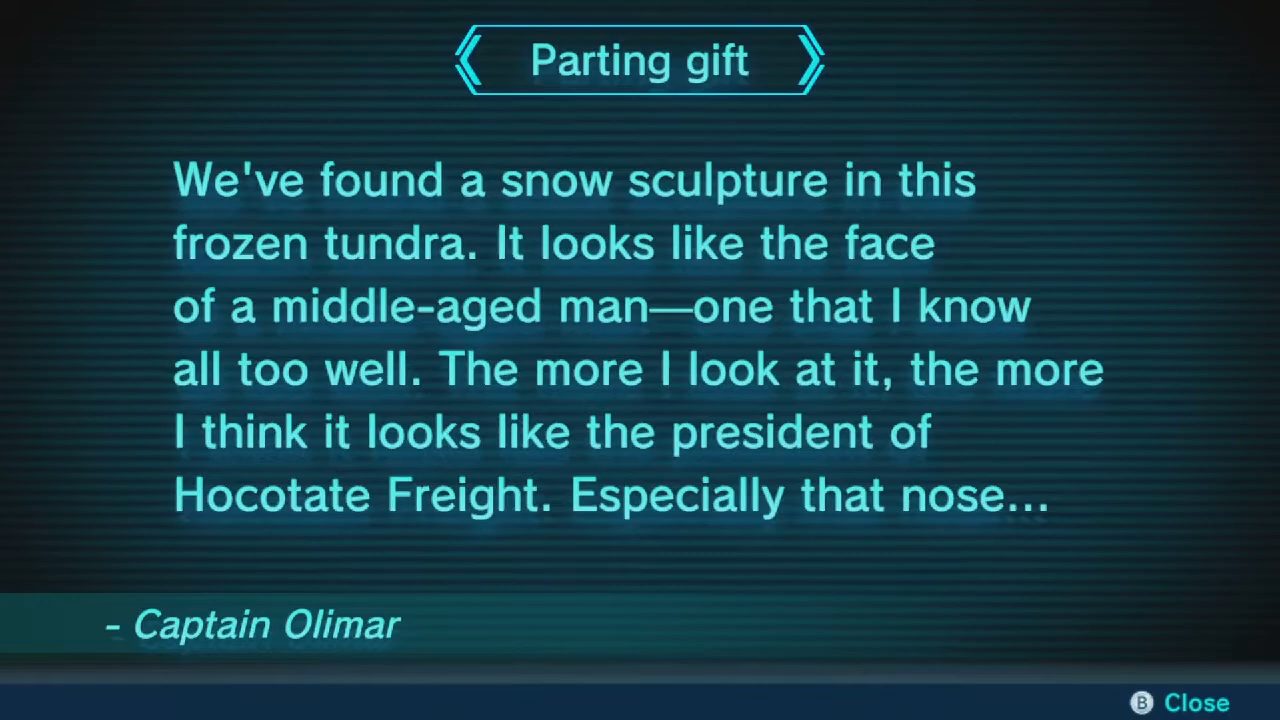 Parting gift
We've found a snow sculpture in this
frozen tundra. It looks like the face
of a middle-aged man—one that I know
all too well. The more I look at it, the more
I think it looks like the president of
Hocotate Freight. Especially that nose...
- Captain Olimar
B Close